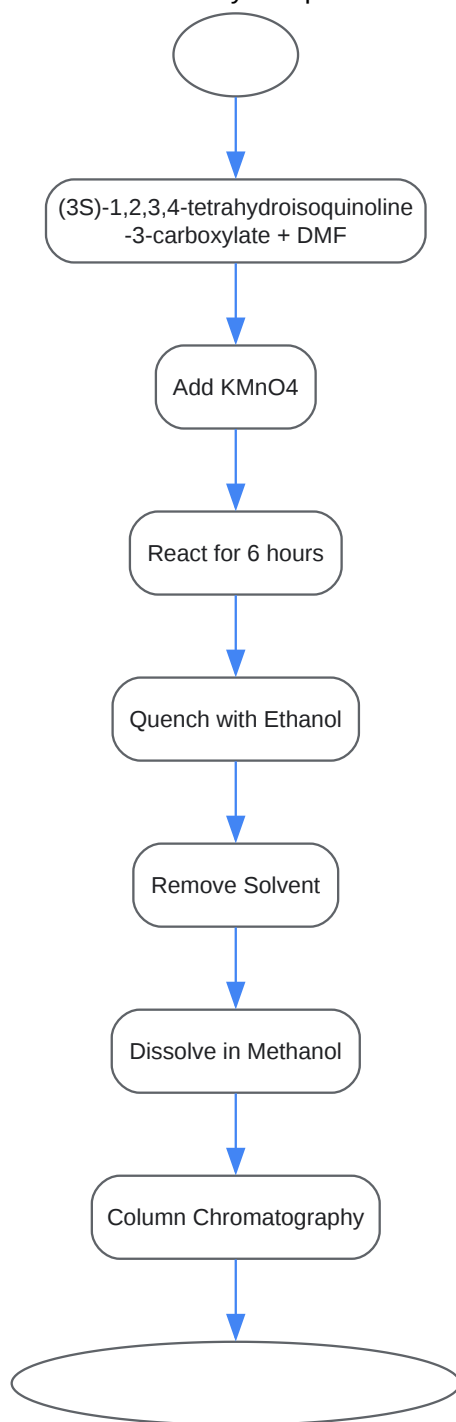 (3S)-1,2,3,4-tetrahydroisoquinoline
-3-carboxylate + DMF
Add KMnO4
React for 6 hours
Quench with Ethanol
Remove Solvent
Dissolve in Methanol
Column Chromatography